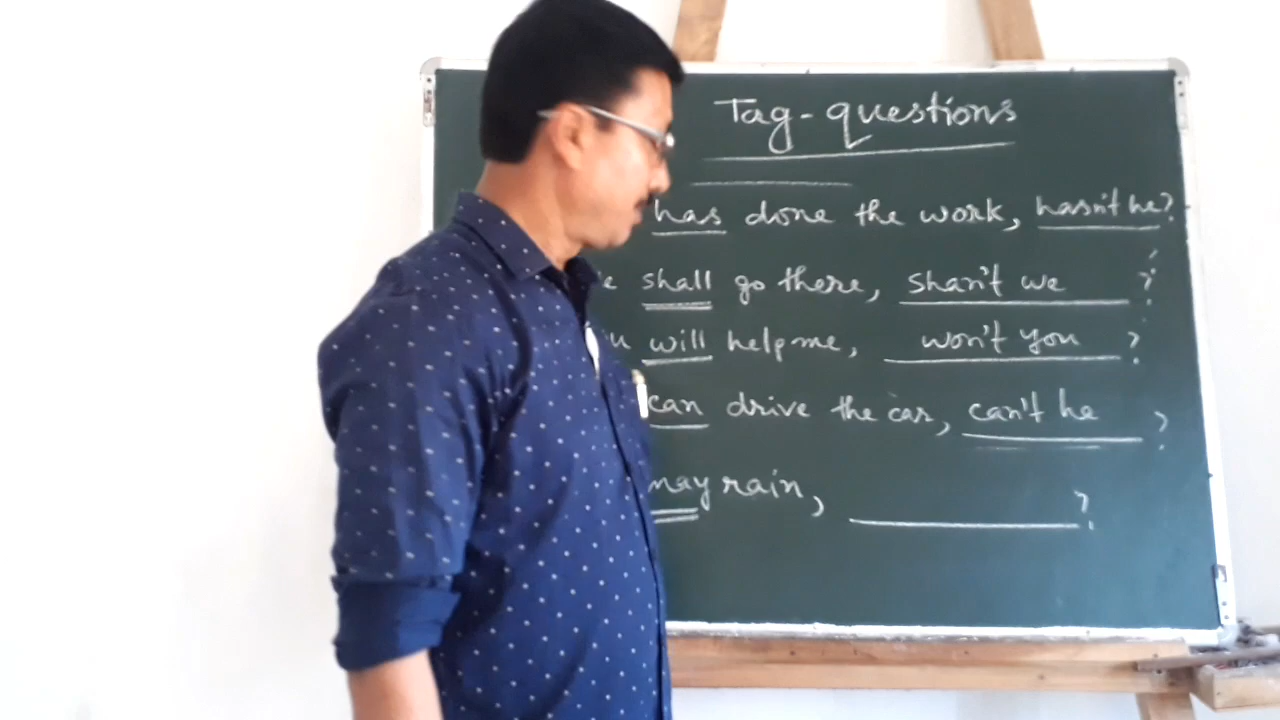 Tag-questions
has done the work, hasn't he?
shall go there, shan't we ?
will help me, won't you ?
can drive the car, can't he ?
may rain, ?